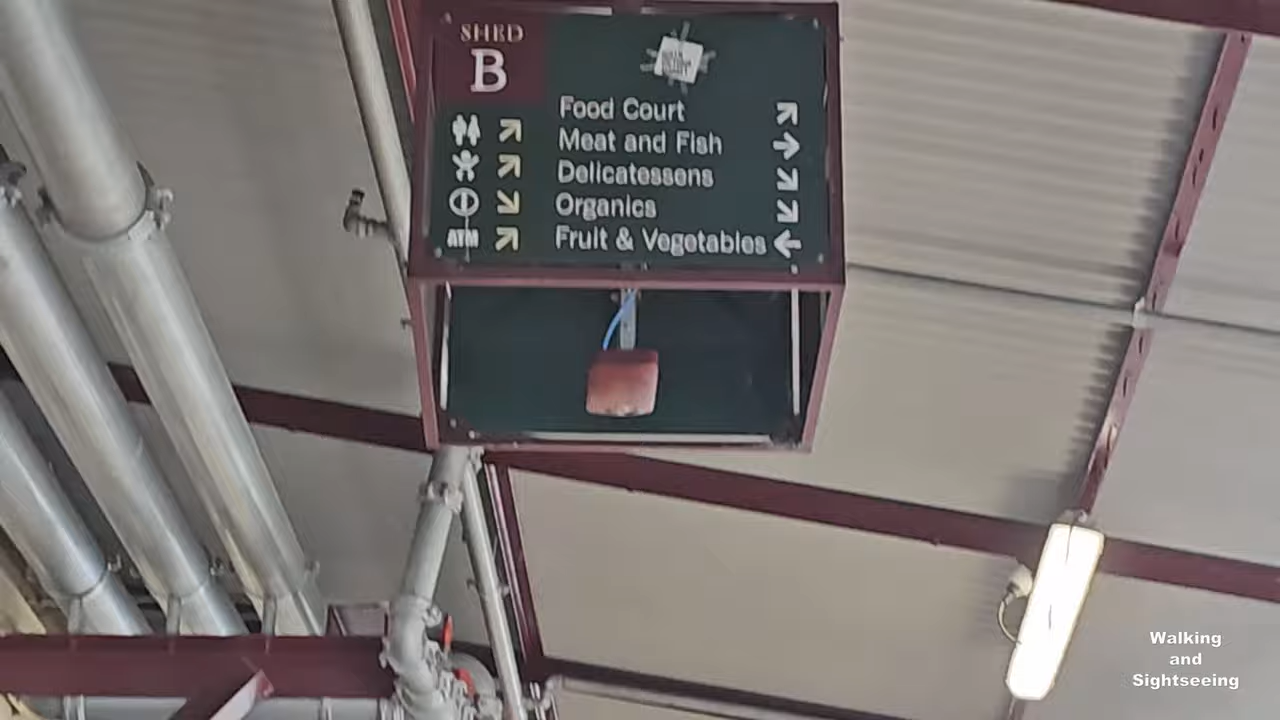 SHED
B
Food Court
Meat and Fish
Delicatessens
Organics
ATM
Fruit & Vegetables
Walking
and
Sightseeing